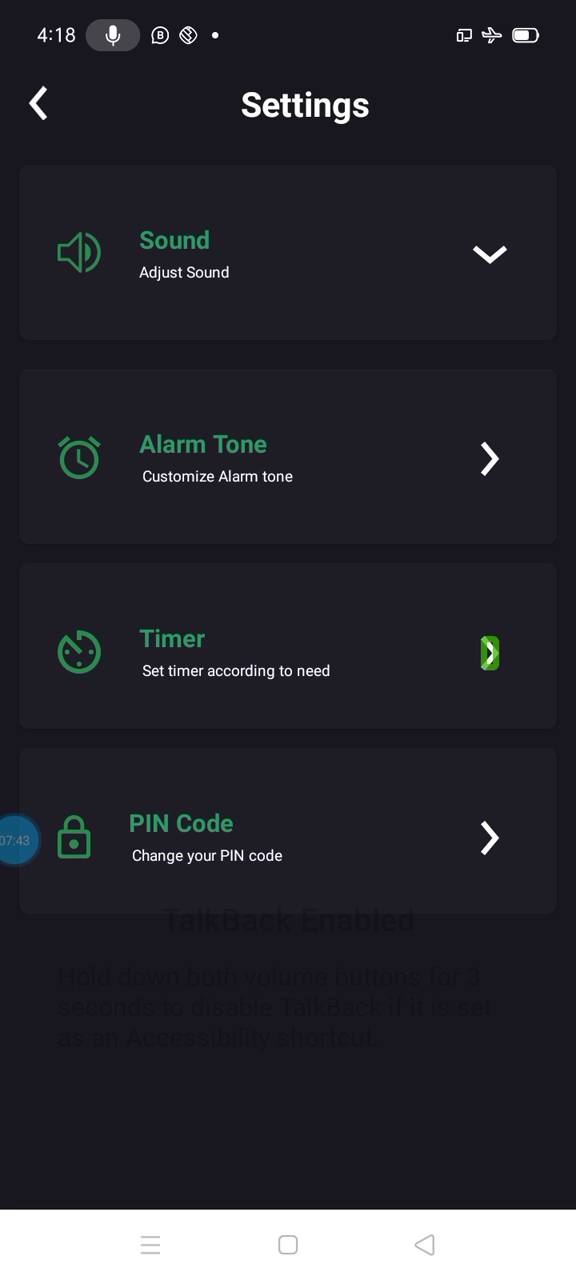 4:18
Settings
Sound
Adjust Sound
Alarm Tone
Customize Alarm tone
Timer
Set timer according to need
PIN Code
07:43
Change your PIN code
TalkBack Enabled
Hold down both volume buttons for 3
seconds to disable TalkBack if it is set
as an Accessibility shortcut.